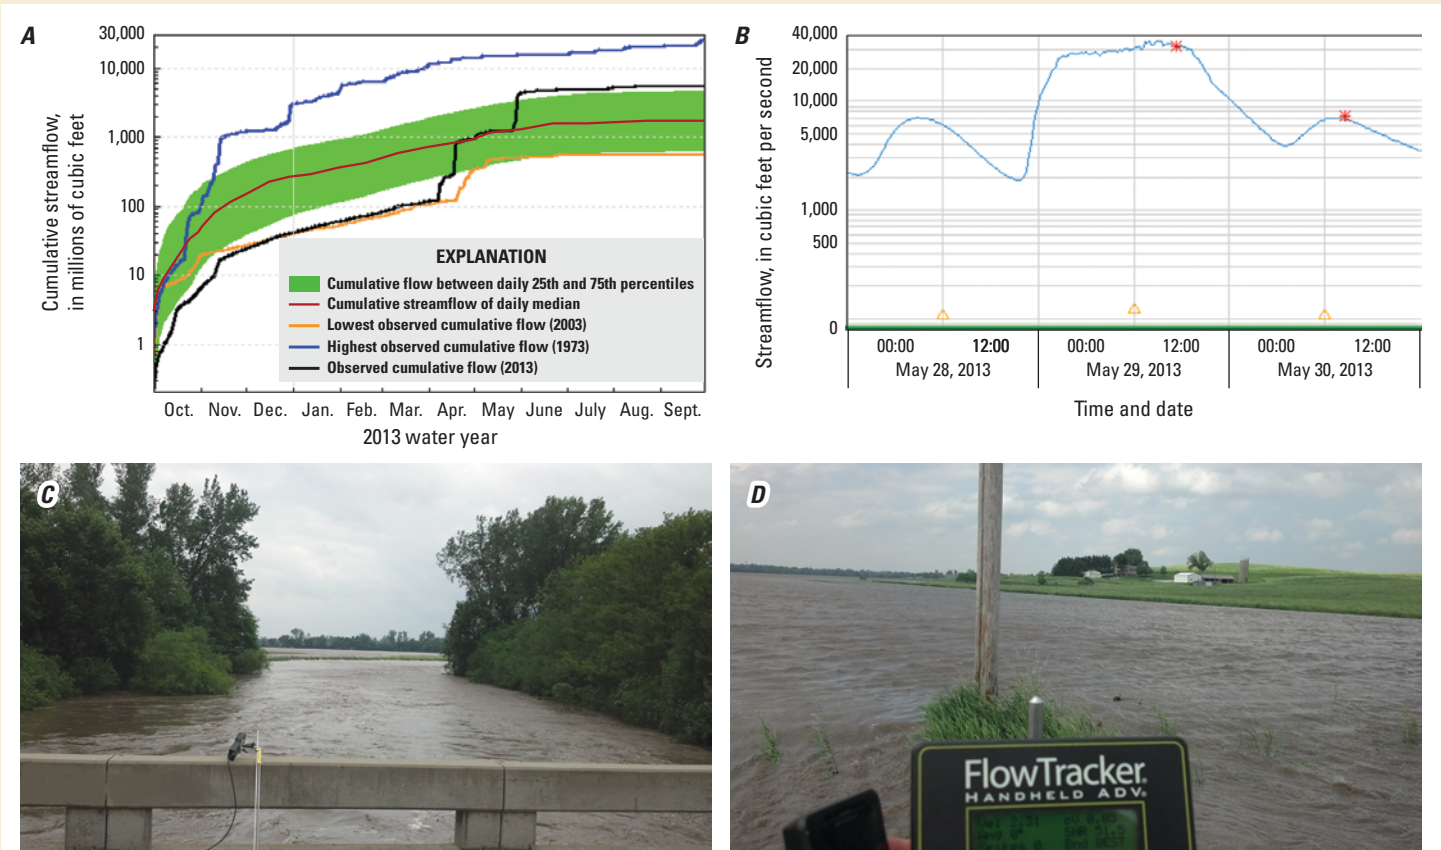 A
30,000
10,000
1,000
100
10
1
Cumulative streamflow,
in millions of cubic feet
EXPLANATION
Cumulative flow between daily 25th and 75th percentiles
Cumulative streamflow of daily median
Lowest observed cumulative flow (2003)
Highest observed cumulative flow (1973)
Observed cumulative flow (2013)
Oct. Nov. Dec. Jan. Feb. Mar. Apr. May June July Aug. Sept.
2013 water year
B
40,000
20,000
10,000
5,000
1,000
500
0
Streamflow, in cubic feet per second
00:00 12:00 00:00 12:00 00:00 12:00
May 28, 2013 May 29, 2013 May 30, 2013
Time and date
C
D
FlowTracker
HANDHELD ADV